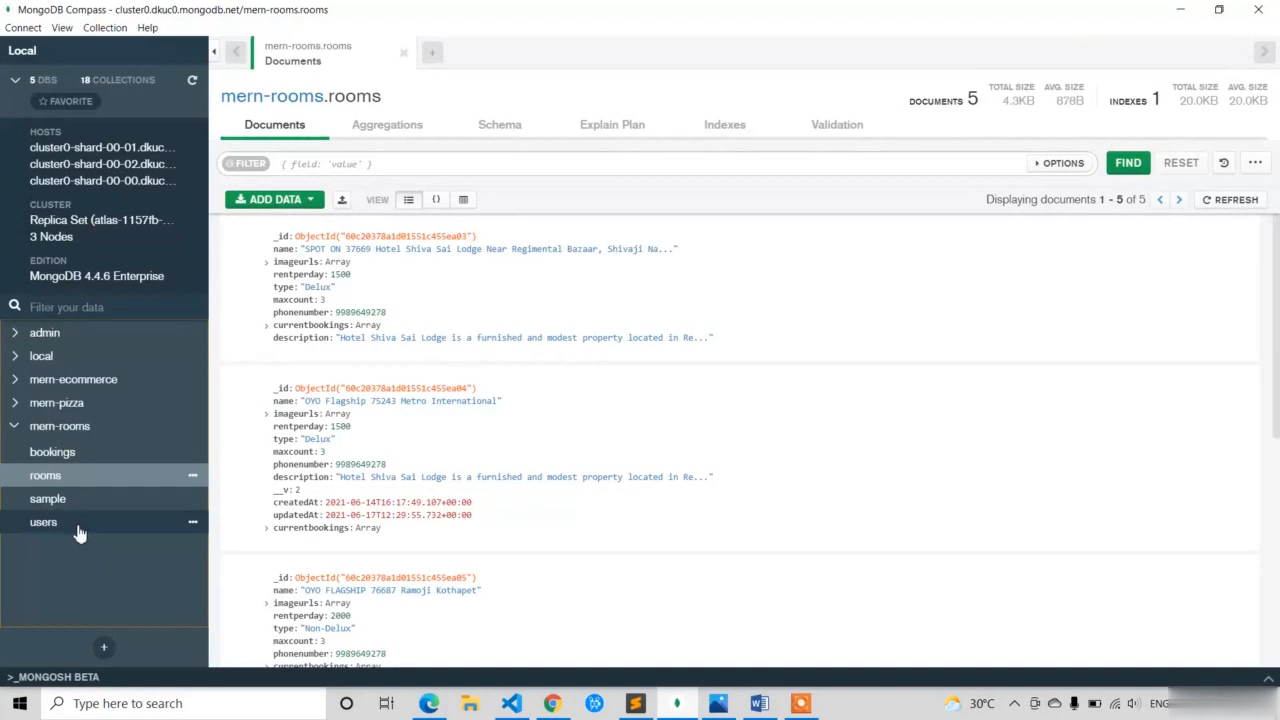 MongoDB Compass - cluster0.dkuc0.mongodb.net/mern-rooms.rooms
Connect View Collection Help
Local
5 DBS 18 COLLECTIONS
FAVORITE
HOSTS
cluster0-shard-00-01.dkuc...
cluster0-shard-00-02.dkuc...
cluster0-shard-00-00.dkuc...
CLUSTER
Replica Set (atlas-1157fb-...
3 Nodes
EDITION
MongoDB 4.4.6 Enterprise
Filter your data
admin
local
mern-ecommerce
mern-pizza
mern-rooms
bookings
rooms
sample
users
mern-rooms.rooms
Documents
mern-rooms.rooms
DOCUMENTS 5 TOTAL SIZE 4.3KB AVG. SIZE 878B INDEXES 1 TOTAL SIZE 20.0KB AVG. SIZE 20.0KB
Documents Aggregations Schema Explain Plan Indexes Validation
FILTER { field: 'value' } OPTIONS FIND RESET
ADD DATA VIEW {} Displaying documents 1 - 5 of 5 REFRESH
_id: ObjectId("60c20378a1d01551c455ea03")
name: "SPOT ON 37669 Hotel Shiva Sai Lodge Near Regimental Bazaar, Shivaji Na..."
imageurls: Array
rentperday: 1500
type: "Delux"
maxcount: 3
phonenumber: 9989649278
currentbookings: Array
description: "Hotel Shiva Sai Lodge is a furnished and modest property located in Re..."
_id: ObjectId("60c20378a1d01551c455ea04")
name: "OYO Flagship 75243 Metro International"
imageurls: Array
rentperday: 1500
type: "Delux"
maxcount: 3
phonenumber: 9989649278
description: "Hotel Shiva Sai Lodge is a furnished and modest property located in Re..."
__v: 2
createdAt: 2021-06-14T16:17:49.107+00:00
updatedAt: 2021-06-17T12:29:55.732+00:00
currentbookings: Array
_id: ObjectId("60c20378a1d01551c455ea05")
name: "OYO FLAGSHIP 76687 Ramoji Kothapet"
imageurls: Array
rentperday: 2000
type: "Non-Delux"
maxcount: 3
phonenumber: 9989649278
currentbookings: Array
>_MONGOSH BETA
Type here to search
30°C ENG